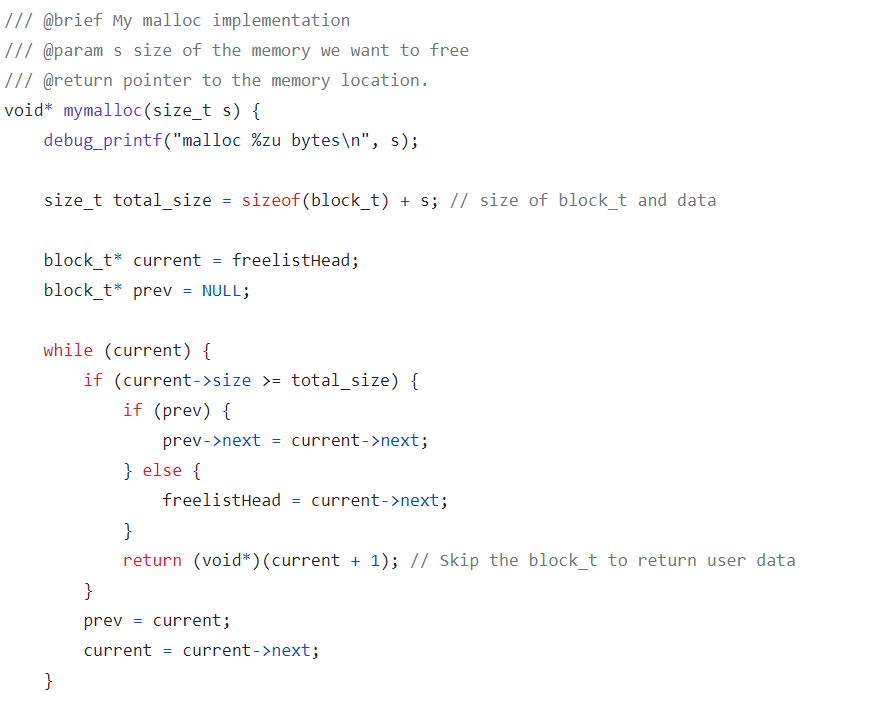 /// @brief My malloc implementation
/// @param s size of the memory we want to free
/// @return pointer to the memory location.
void* mymalloc(size_t s) {
    debug_printf("malloc %zu bytes\n", s);

    size_t total_size = sizeof(block_t) + s; // size of block_t and data

    block_t* current = freelistHead;
    block_t* prev = NULL;

    while (current) {
        if (current->size >= total_size) {
            if (prev) {
                prev->next = current->next;
            } else {
                freelistHead = current->next;
            }
            return (void*)(current + 1); // Skip the block_t to return user data
        }
        prev = current;
        current = current->next;
    }